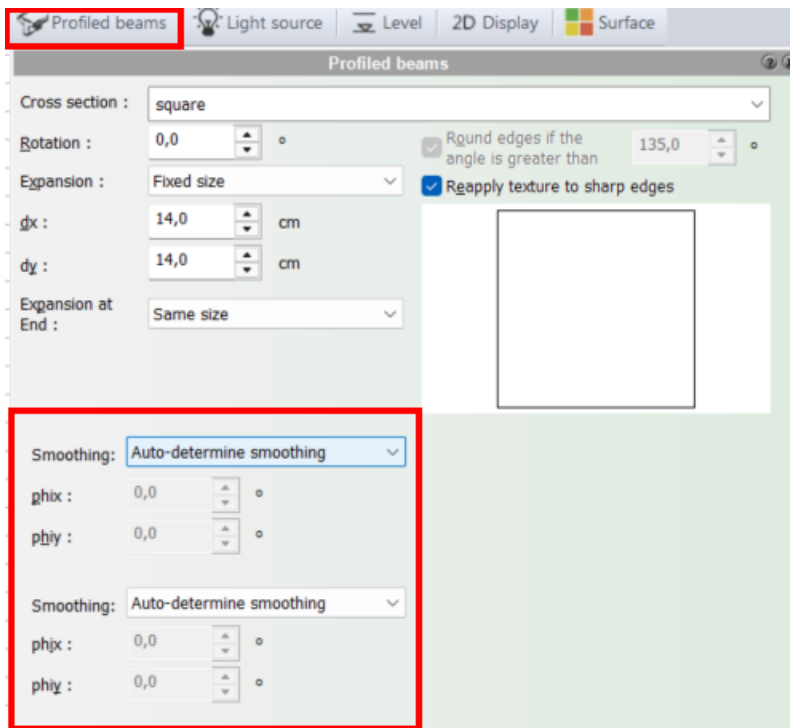 Profiled beams Light source Level 2D Display Surface
Profiled beams
Cross section : square
Rotation : 0,0 °
Round edges if the
angle is greater than 135,0 °
Expansion : Fixed size
Reapply texture to sharp edges
dx : 14,0 cm
dy : 14,0 cm
Expansion at
End : Same size
Smoothing: Auto-determine smoothing
phix : 0,0 °
phiy : 0,0 °
Smoothing: Auto-determine smoothing
phix : 0,0 °
phiy : 0,0 °